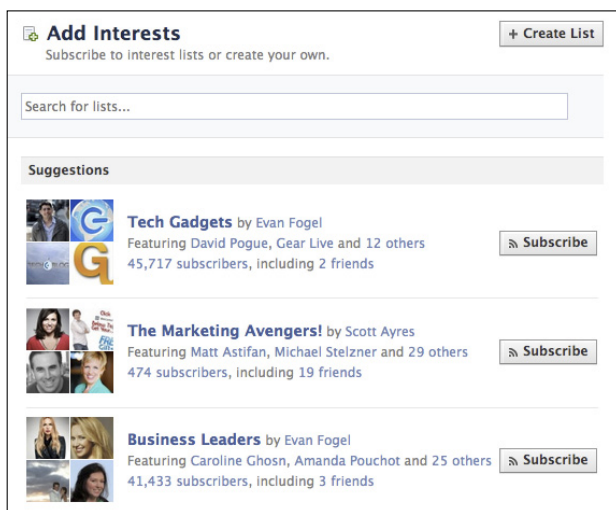 Add Interests
+ Create List
Subscribe to interest lists or create your own.
Search for lists...
Suggestions
Tech Gadgets by Evan Fogel
Featuring David Pogue, Gear Live and 12 others
45,717 subscribers, including 2 friends
Subscribe
The Marketing Avengers! by Scott Ayres
Featuring Matt Astifan, Michael Stelzner and 29 others
474 subscribers, including 19 friends
Subscribe
Business Leaders by Evan Fogel
Featuring Caroline Ghosn, Amanda Pouchot and 25 others
41,433 subscribers, including 3 friends
Subscribe